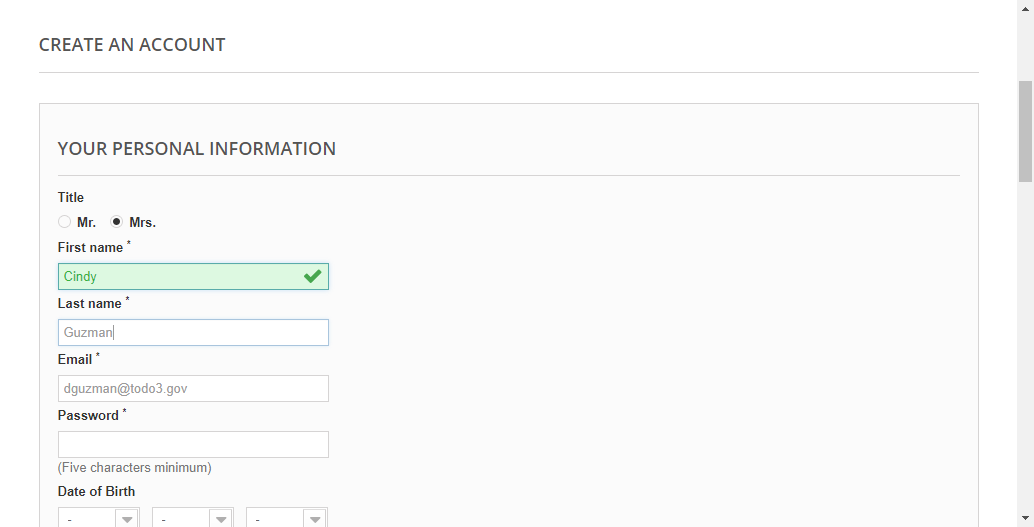 CREATE AN ACCOUNT
YOUR PERSONAL INFORMATION
Title
Mr. Mrs.
First name *
Cindy
Last name *
Guzman
Email *
dguzman@todo3.gov
Password *
(Five characters minimum)
Date of Birth
- - -